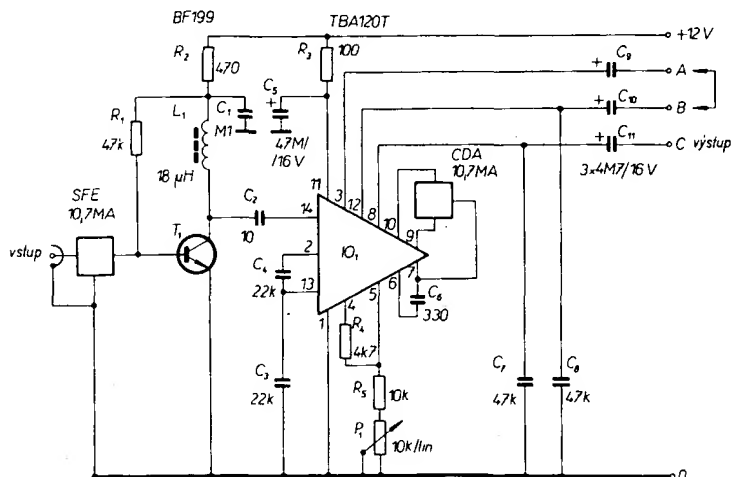 BF199
TBA120T
+12 V
R2
470
R3
100
C9
+
A
C10
+
B
C11
+
C výstup
3×4M7/16 V
R1
47k
L1
18 µH
C1
M1
C5
+
47M/
/16 V
CDA
10,7MA
SFE
10,7MA
vstup
T1
C2
10
11
3
12
8
10
9
7
14
2
13
1
4
5
6
IO1
C4
22k
C6
330
R4
4k7
C3
22k
R5
10k
P1
10k/lin
C7
47k
C8
47k
0